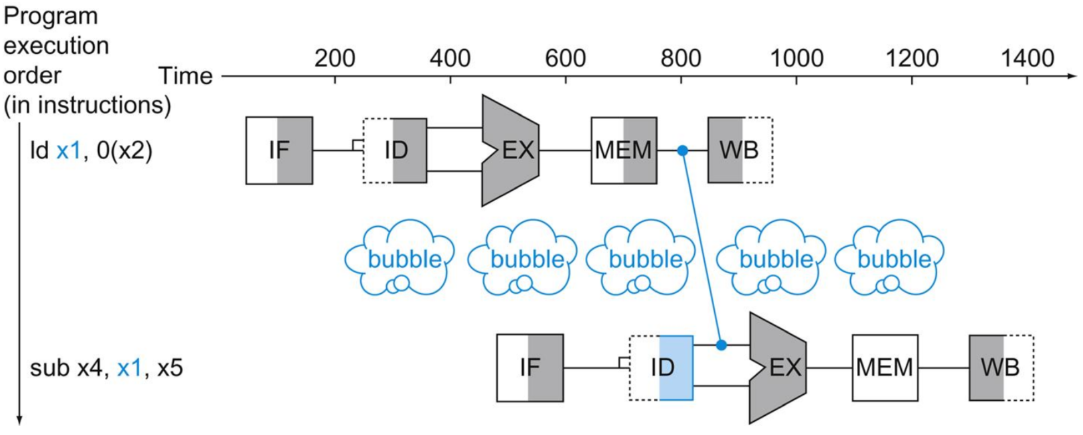 Program
execution
order
(in instructions)
Time
200 400 600 800 1000 1200 1400
ld x1, 0(x2)
IF ID EX MEM WB
bubble bubble bubble bubble bubble
sub x4, x1, x5
IF ID EX MEM WB